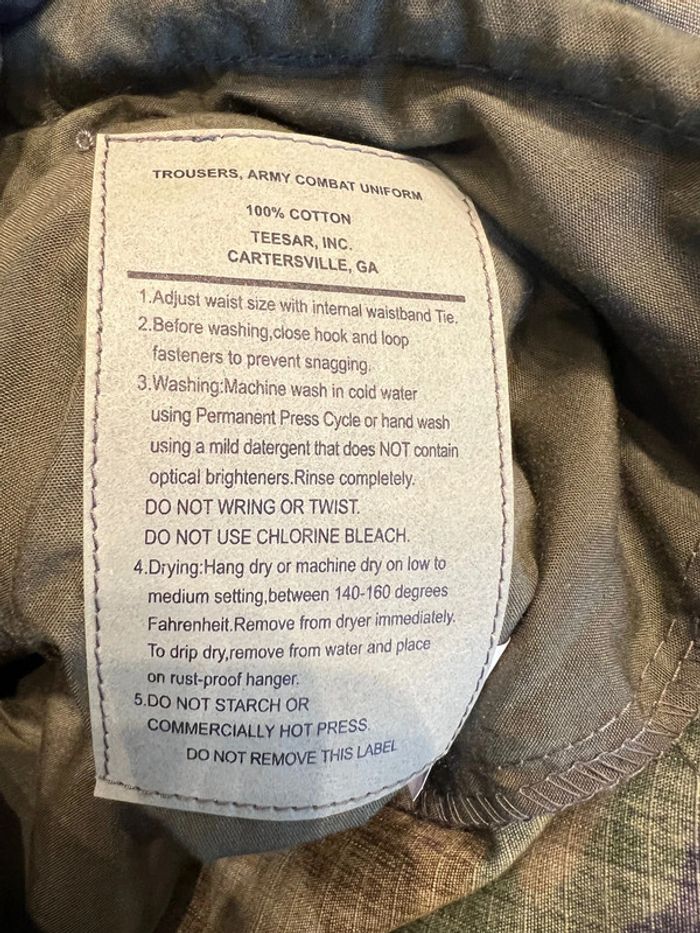 TROUSERS, ARMY COMBAT UNIFORM
100% COTTON
TEESAR, INC.
CARTERSVILLE, GA
1.Adjust waist size with internal waistband Tie.
2.Before washing,close hook and loop
fasteners to prevent snagging.
3.Washing:Machine wash in cold water
using Permanent Press Cycle or hand wash
using a mild datergent that does NOT contain
optical brighteners.Rinse completely.
DO NOT WRING OR TWIST.
DO NOT USE CHLORINE BLEACH.
4.Drying:Hang dry or machine dry on low to
medium setting,between 140-160 degrees
Fahrenheit.Remove from dryer immediately.
To drip dry,remove from water and place
on rust-proof hanger.
5.DO NOT STARCH OR
COMMERCIALLY HOT PRESS.
DO NOT REMOVE THIS LABEL